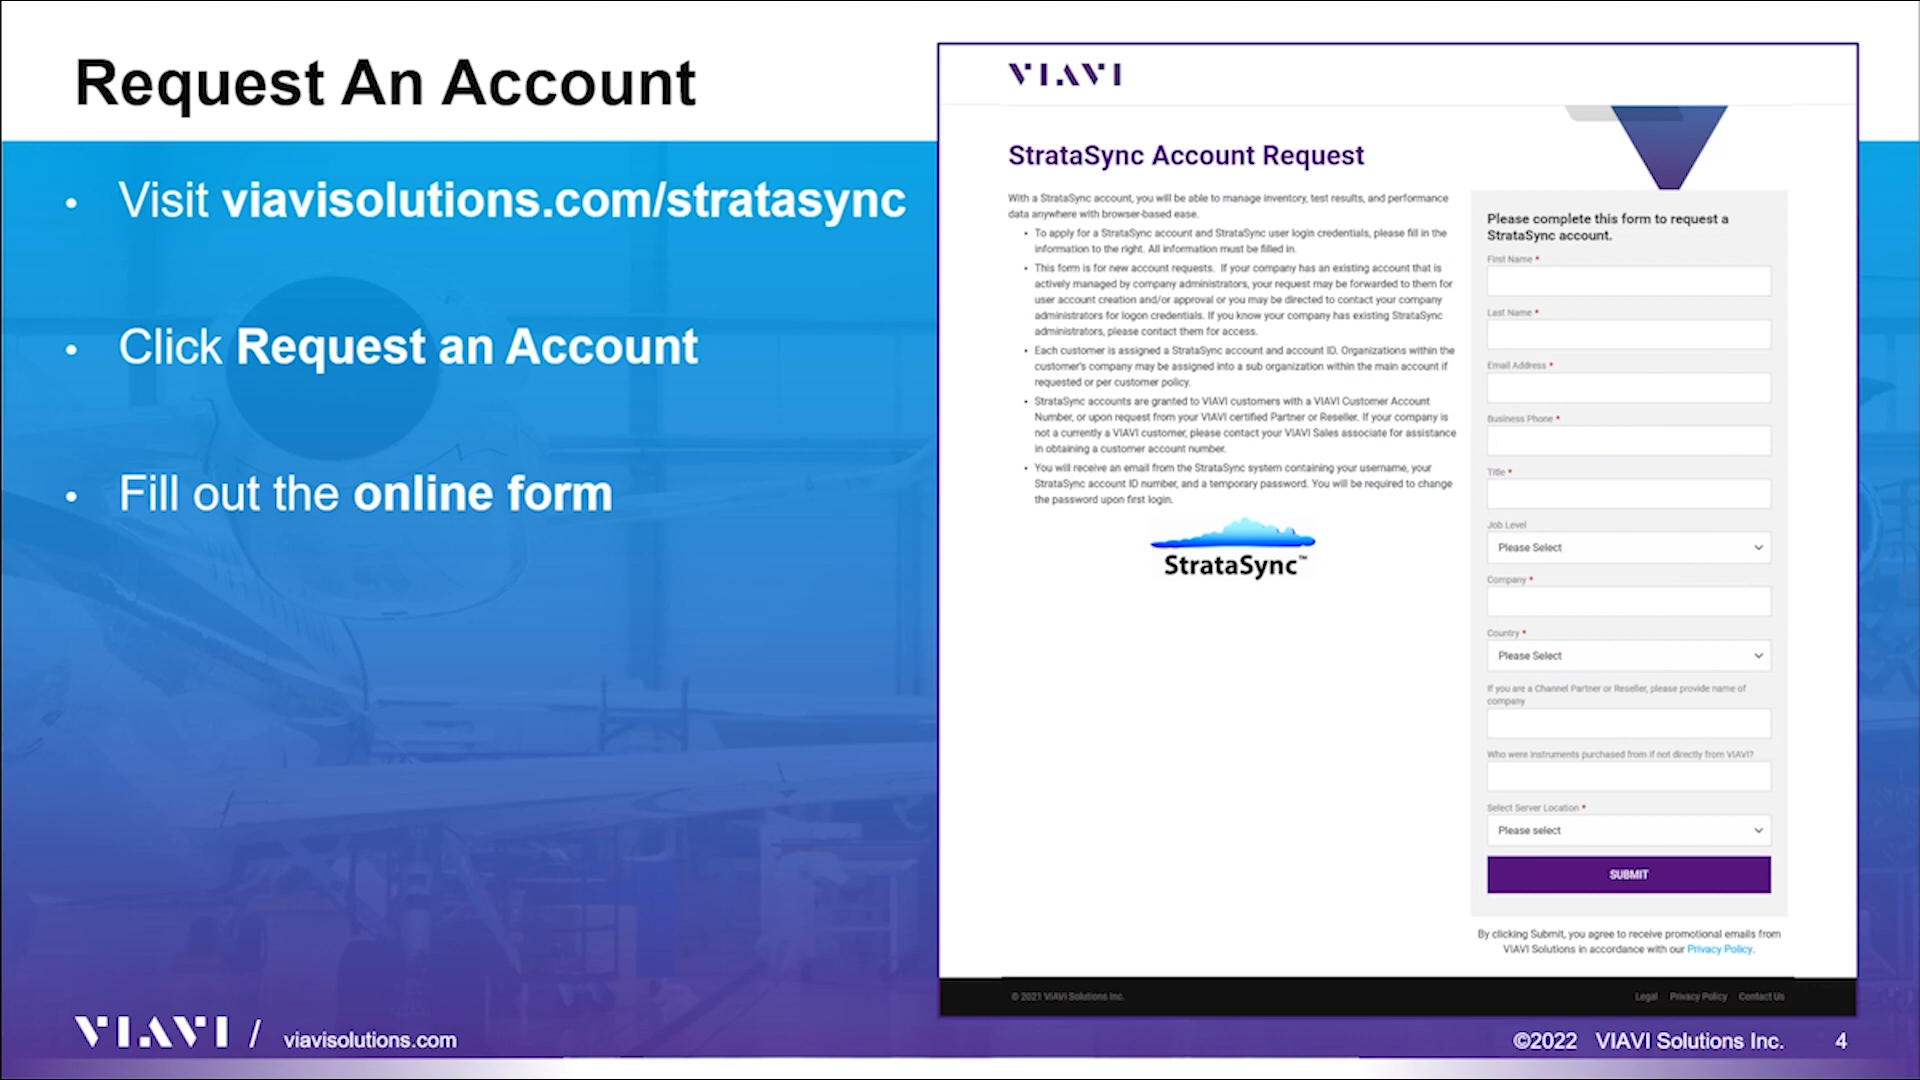 Request An Account
• Visit viavisolutions.com/stratasync
• Click Request an Account
• Fill out the online form
VIAVI
StrataSync Account Request
With a StrataSync account, you will be able to manage inventory, test results, and performance
data anywhere with browser-based ease.
• To apply for a StrataSync account and StrataSync user login credentials, please fill in the
information to the right. All information must be filled in.
• This form is for new account requests. If your company has an existing account that is
actively managed by company administrators, your request may be forwarded to them for
user account creation and/or approval or you may be directed to contact your company
administrators for logon credentials. If you know your company has existing StrataSync
administrators, please contact them for access.
• Each customer is assigned a StrataSync account and account ID. Organizations within the
customer's company may be assigned into a sub organization within the main account if
requested or per customer policy.
• StrataSync accounts are granted to VIAVI customers with a VIAVI Customer Account
Number, or upon request from your VIAVI certified Partner or Reseller. If your company is
not a currently a VIAVI customer, please contact your VIAVI Sales associate for assistance
in obtaining a customer account number.
• You will receive an email from the StrataSync system containing your username, your
StrataSync account ID number, and a temporary password. You will be required to change
the password upon first login.
StrataSync™
Please complete this form to request a
StrataSync account.
First Name *
Last Name *
Email Address *
Business Phone *
Title *
Job Level
Please Select
Company *
Country *
Please Select
If you are a Channel Partner or Reseller, please provide name of
company
Who were instruments purchased from if not directly from VIAVI?
Select Server Location *
Please select
SUBMIT
By clicking Submit, you agree to receive promotional emails from
VIAVI Solutions in accordance with our Privacy Policy.
© 2021 VIAVI Solutions Inc.
Legal Privacy Policy Contact Us
VIAVI / viavisolutions.com
©2022 VIAVI Solutions Inc. 4